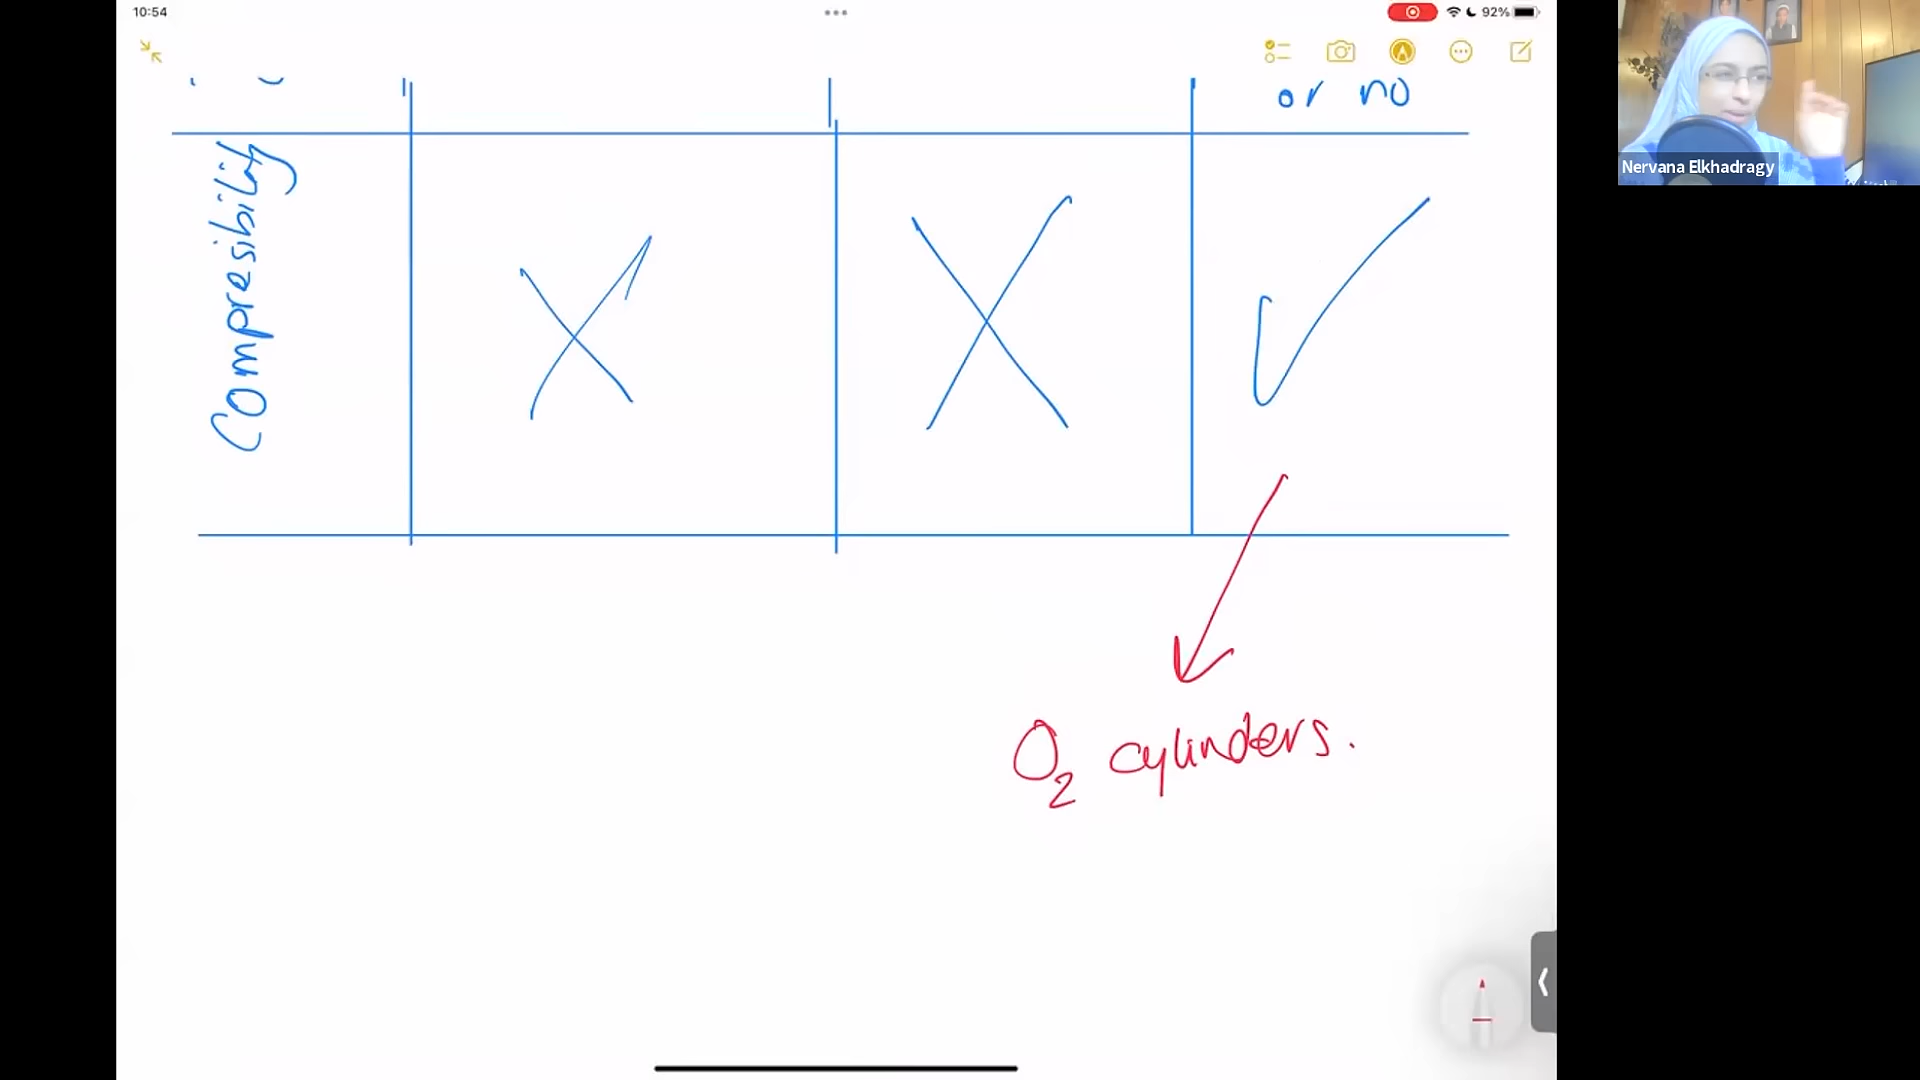 10:54
92%
or no
Compresibility
O₂ cylinders.
Nervana Elkhadragy